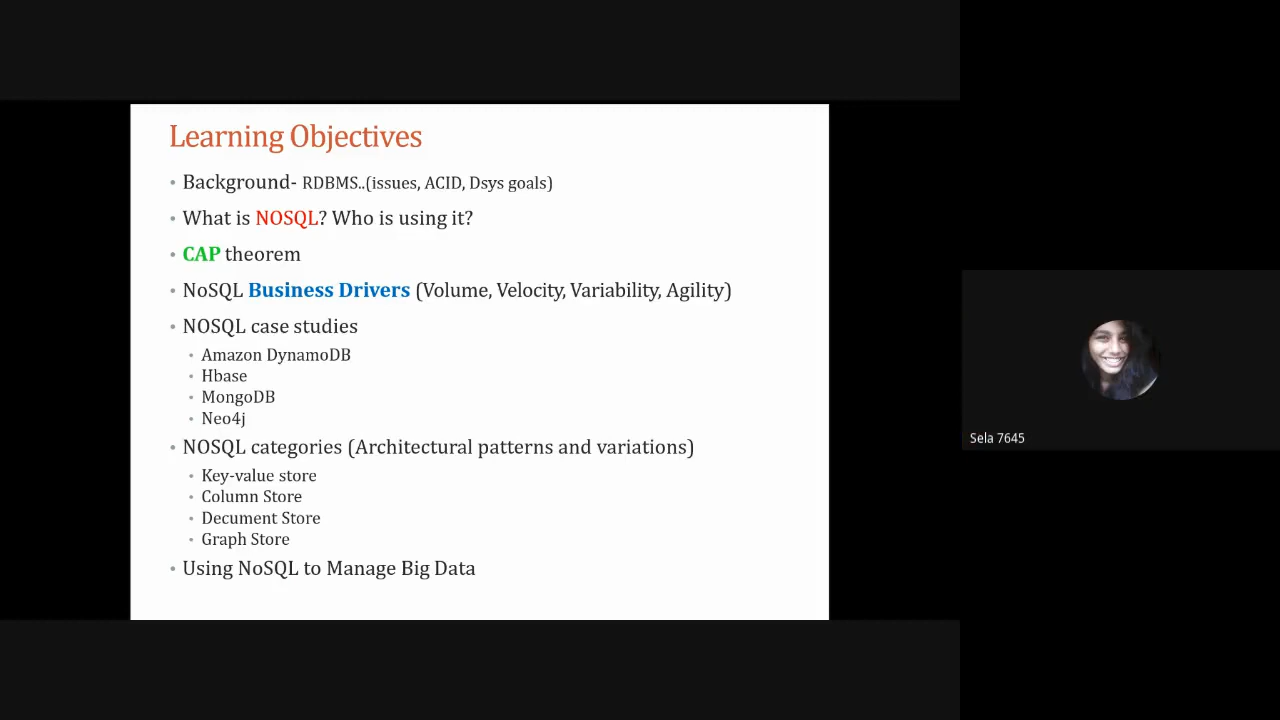 Learning Objectives
• Background- RDBMS..(issues, ACID, Dsys goals)
• What is NOSQL? Who is using it?
• CAP theorem
• NoSQL Business Drivers (Volume, Velocity, Variability, Agility)
• NOSQL case studies
• Amazon DynamoDB
• Hbase
• MongoDB
• Neo4j
• NOSQL categories (Architectural patterns and variations)
• Key-value store
• Column Store
• Decument Store
• Graph Store
• Using NoSQL to Manage Big Data
Sela 7645